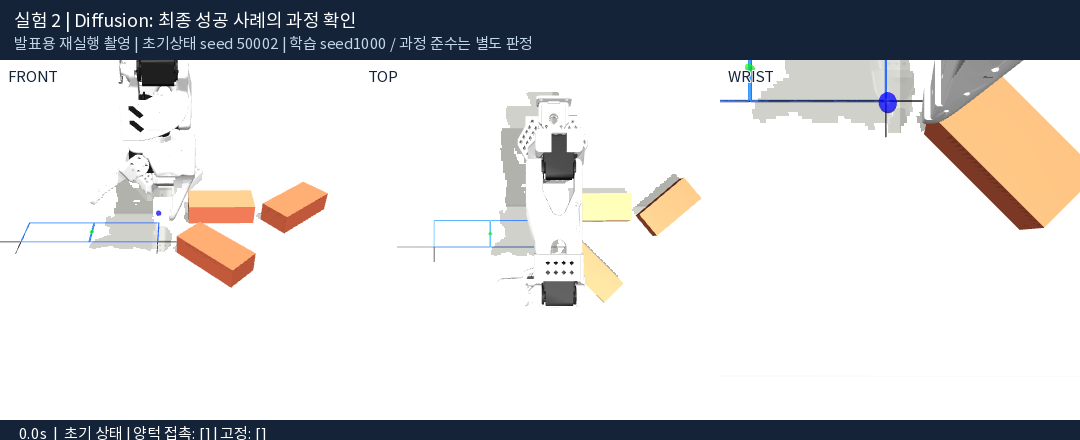 실험 2 | Diffusion: 최종 성공 사례의 과정 확인
발표용 재실행 촬영 | 초기상태 seed 50002 | 학습 seed1000 / 과정 준수는 별도 판정
FRONT
TOP
WRIST
0.0s | 초기 상태 | 양턱 접촉: [] | 고정: []